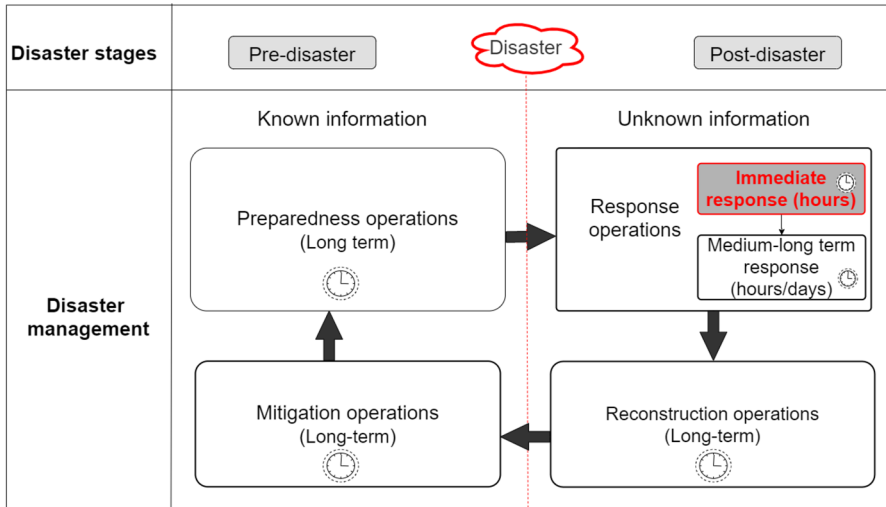 Disaster stages
Pre-disaster
Disaster
Post-disaster
Known information
Unknown information
Disaster
management
Preparedness operations
(Long term)
Response
operations
Immediate
response (hours)
Medium-long term
response
(hours/days)
Mitigation operations
(Long-term)
Reconstruction operations
(Long-term)